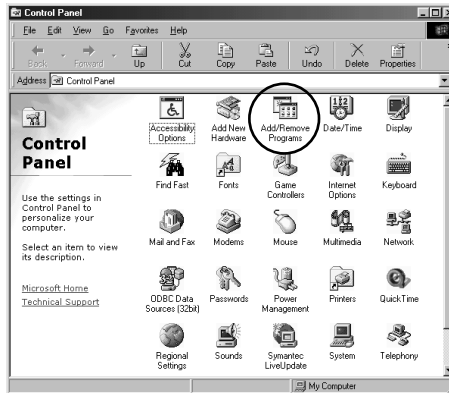 Control Panel
File Edit View Go Favorites Help
Back Forward Up Cut Copy Paste Undo Delete Properties
Address Control Panel
Control
Panel
Use the settings in
Control Panel to
personalize your
computer.
Select an item to view
its description.
Microsoft Home
Technical Support
Accessibility Options
Add New Hardware
Add/Remove Programs
Date/Time
Display
Find Fast
Fonts
Game Controllers
Internet Options
Keyboard
Mail and Fax
Modems
Mouse
Multimedia
Network
ODBC Data Sources (32bit)
Passwords
Power Management
Printers
QuickTime
Regional Settings
Sounds
Symantec LiveUpdate
System
Telephony
My Computer